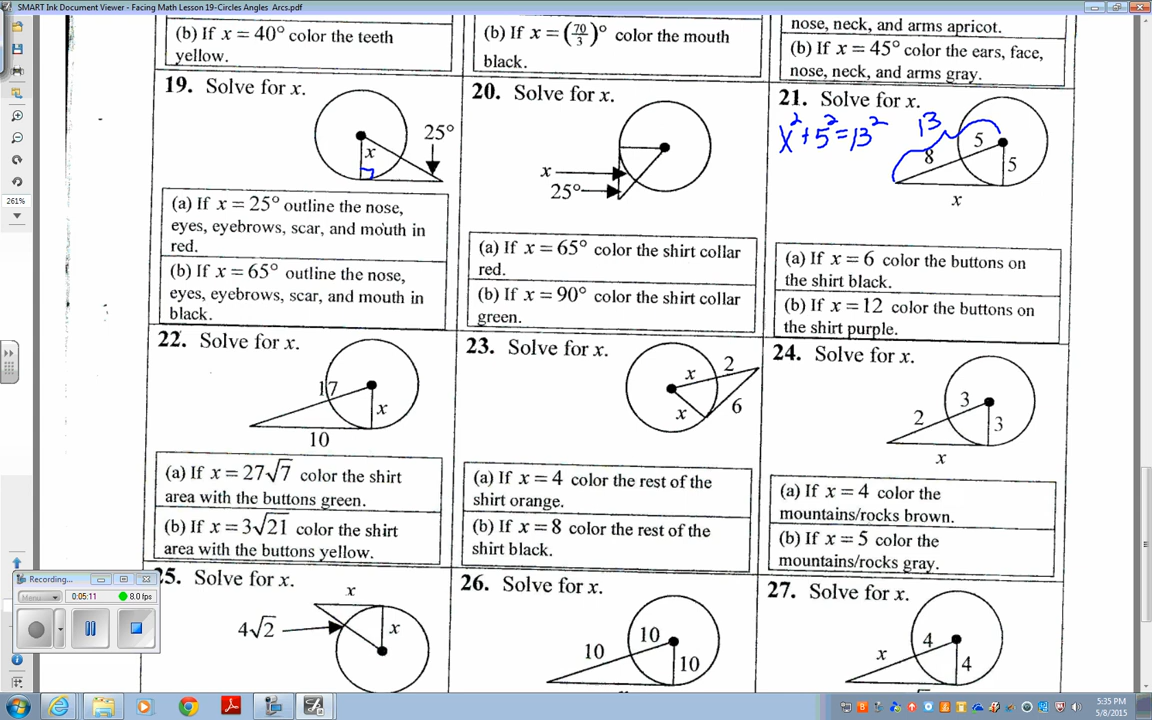 SMART Ink Document Viewer - Facing Math Lesson 19-Circles Angles Arcs.pdf
(b) If x = 40° color the teeth
yellow.
(b) If x = (70/3)° color the mouth
black.
nose, neck, and arms apricot.
(b) If x = 45° color the ears, face,
nose, neck, and arms gray.
19. Solve for x.
25°
x
(a) If x = 25° outline the nose,
eyes, eyebrows, scar, and mouth in
red.
(b) If x = 65° outline the nose,
eyes, eyebrows, scar, and mouth in
black.
20. Solve for x.
x
25°
(a) If x = 65° color the shirt collar
red.
(b) If x = 90° color the shirt collar
green.
21. Solve for x.
x² + 5² = 13²
13
5
8
5
x
(a) If x = 6 color the buttons on
the shirt black.
(b) If x = 12 color the buttons on
the shirt purple.
22. Solve for x.
17
x
10
(a) If x = 27√7 color the shirt
area with the buttons green.
(b) If x = 3√21 color the shirt
area with the buttons yellow.
23. Solve for x.
2
x
x
6
(a) If x = 4 color the rest of the
shirt orange.
(b) If x = 8 color the rest of the
shirt black.
24. Solve for x.
3
2
3
x
(a) If x = 4 color the
mountains/rocks brown.
(b) If x = 5 color the
mountains/rocks gray.
25. Solve for x.
x
4√2
x
26. Solve for x.
10
10
10
27. Solve for x.
4
x
4
261%
Recording...
Menu
0:05:11
8.0 fps
5:35 PM
5/8/2015